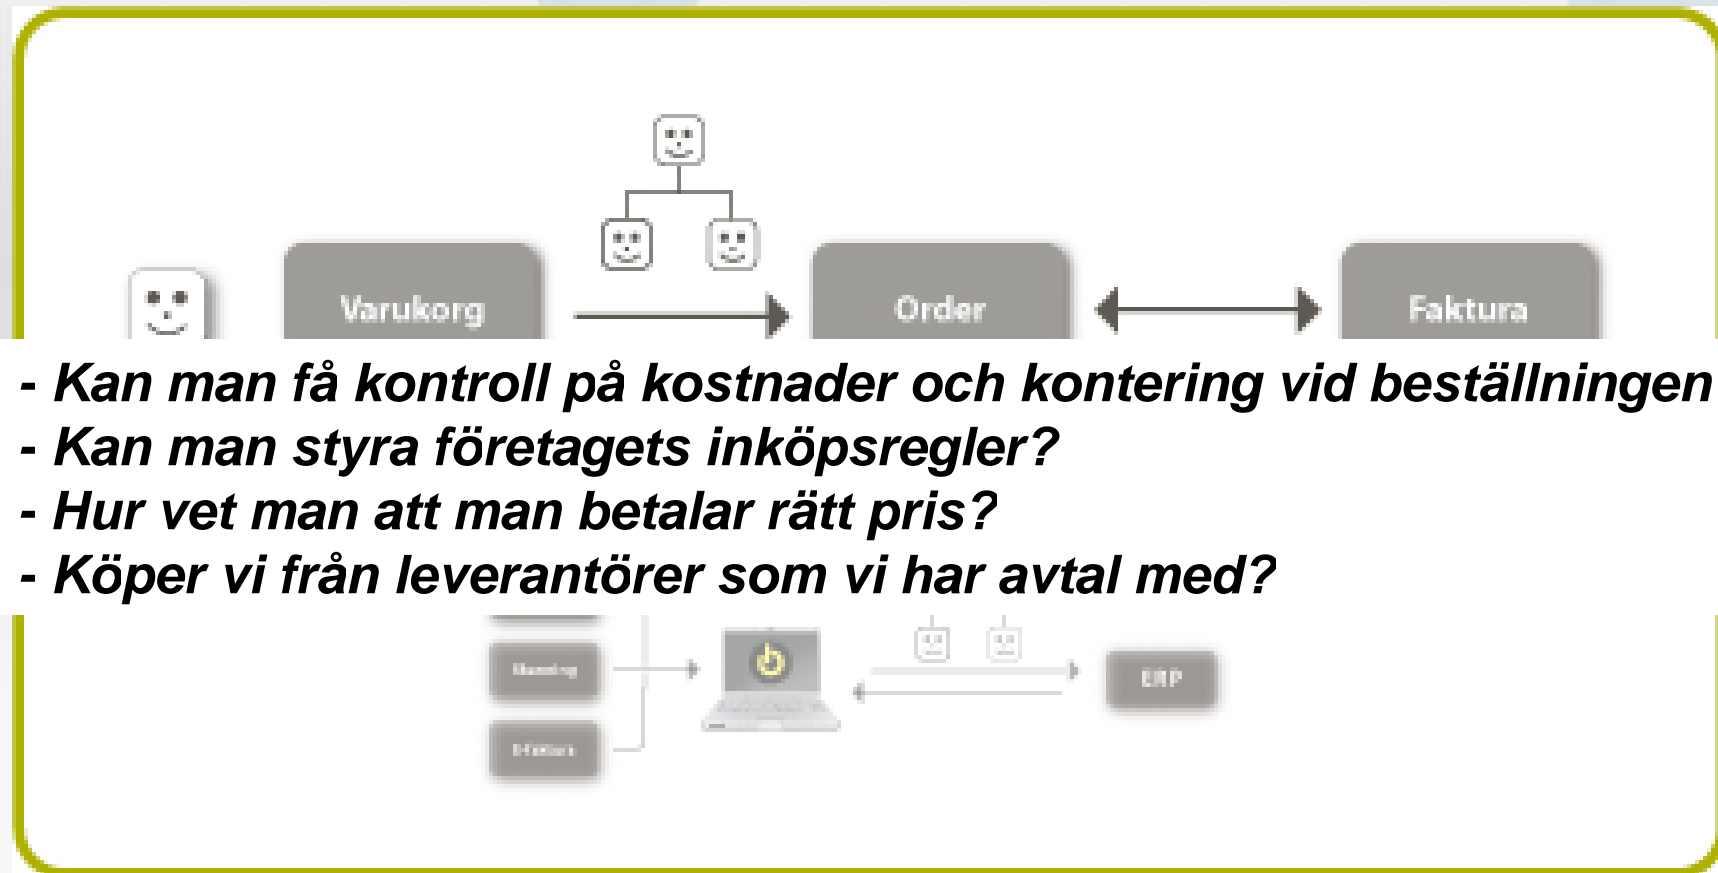 Varukorg
Order
Faktura
- Kan man få kontroll på kostnader och kontering vid beställningen
- Kan man styra företagets inköpsregler?
- Hur vet man att man betalar rätt pris?
- Köper vi från leverantörer som vi har avtal med?
ERP
E-faktura